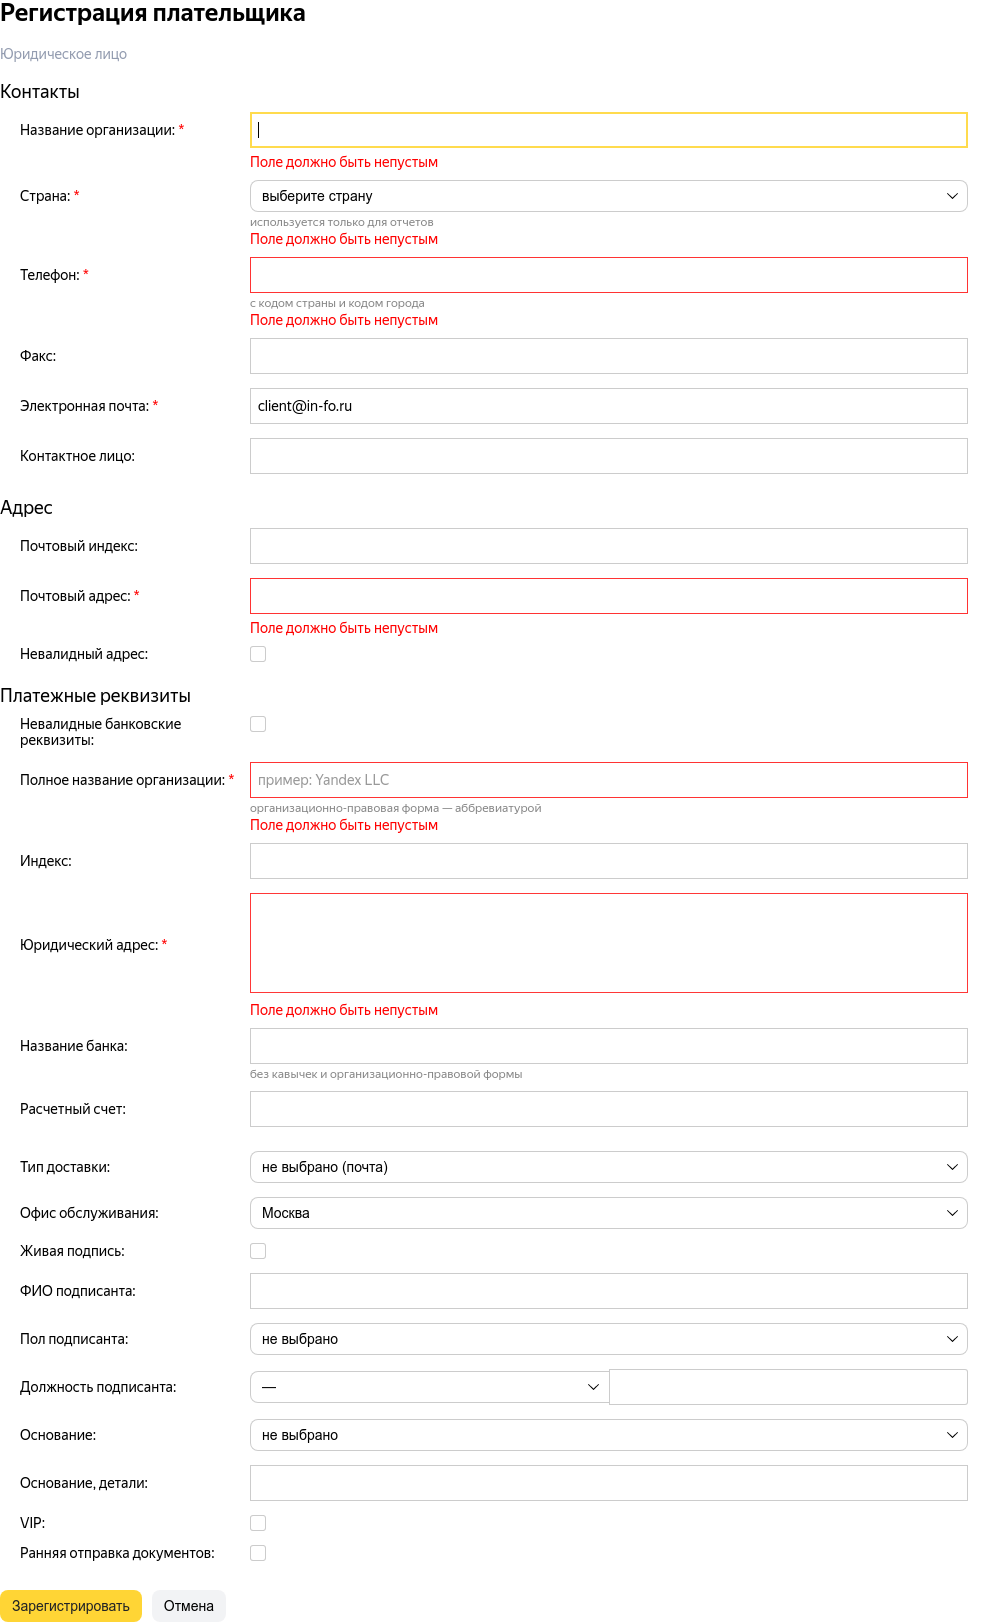 Регистрация плательщика
Юридическое лицо
Контакты
Название организации: *
Поле должно быть непустым
Страна: *
выберите страну
используется только для отчетов
Поле должно быть непустым
Телефон: *
с кодом страны и кодом города
Поле должно быть непустым
Факс:
Электронная почта: *
client@in-fo.ru
Контактное лицо:
Адрес
Почтовый индекс:
Почтовый адрес: *
Поле должно быть непустым
Невалидный адрес:
Платежные реквизиты
Невалидные банковские
реквизиты:
Полное название организации: *
пример: Yandex LLC
организационно-правовая форма — аббревиатурой
Поле должно быть непустым
Индекс:
Юридический адрес: *
Поле должно быть непустым
Название банка:
без кавычек и организационно-правовой формы
Расчетный счет:
Тип доставки:
не выбрано (почта)
Офис обслуживания:
Москва
Живая подпись:
ФИО подписанта:
Пол подписанта:
не выбрано
Должность подписанта:
—
Основание:
не выбрано
Основание, детали:
VIP:
Ранняя отправка документов:
Зарегистрировать
Отмена